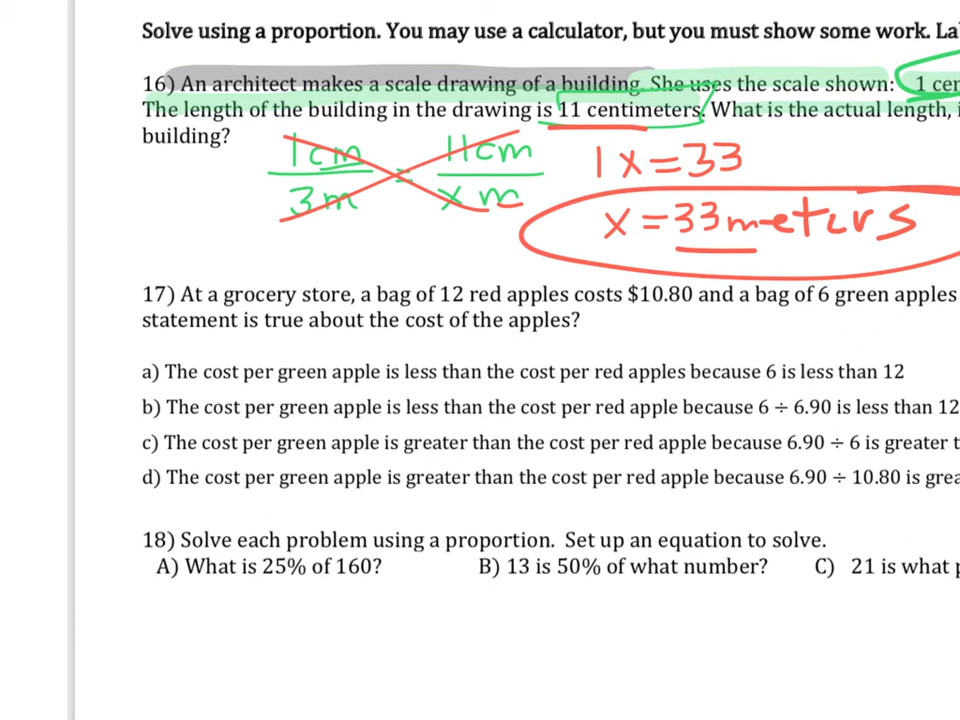 Solve using a proportion. You may use a calculator, but you must show some work. La
16) An architect makes a scale drawing of a building. She uses the scale shown: 1 cen
The length of the building in the drawing is 11 centimeters. What is the actual length, i
building?
1cm = 11cm
3m x m
1x=33
x=33meters
17) At a grocery store, a bag of 12 red apples costs $10.80 and a bag of 6 green apples
statement is true about the cost of the apples?
a) The cost per green apple is less than the cost per red apples because 6 is less than 12
b) The cost per green apple is less than the cost per red apple because 6 ÷ 6.90 is less than 12
c) The cost per green apple is greater than the cost per red apple because 6.90 ÷ 6 is greater t
d) The cost per green apple is greater than the cost per red apple because 6.90 ÷ 10.80 is grea
18) Solve each problem using a proportion. Set up an equation to solve.
A) What is 25% of 160? B) 13 is 50% of what number? C) 21 is what p